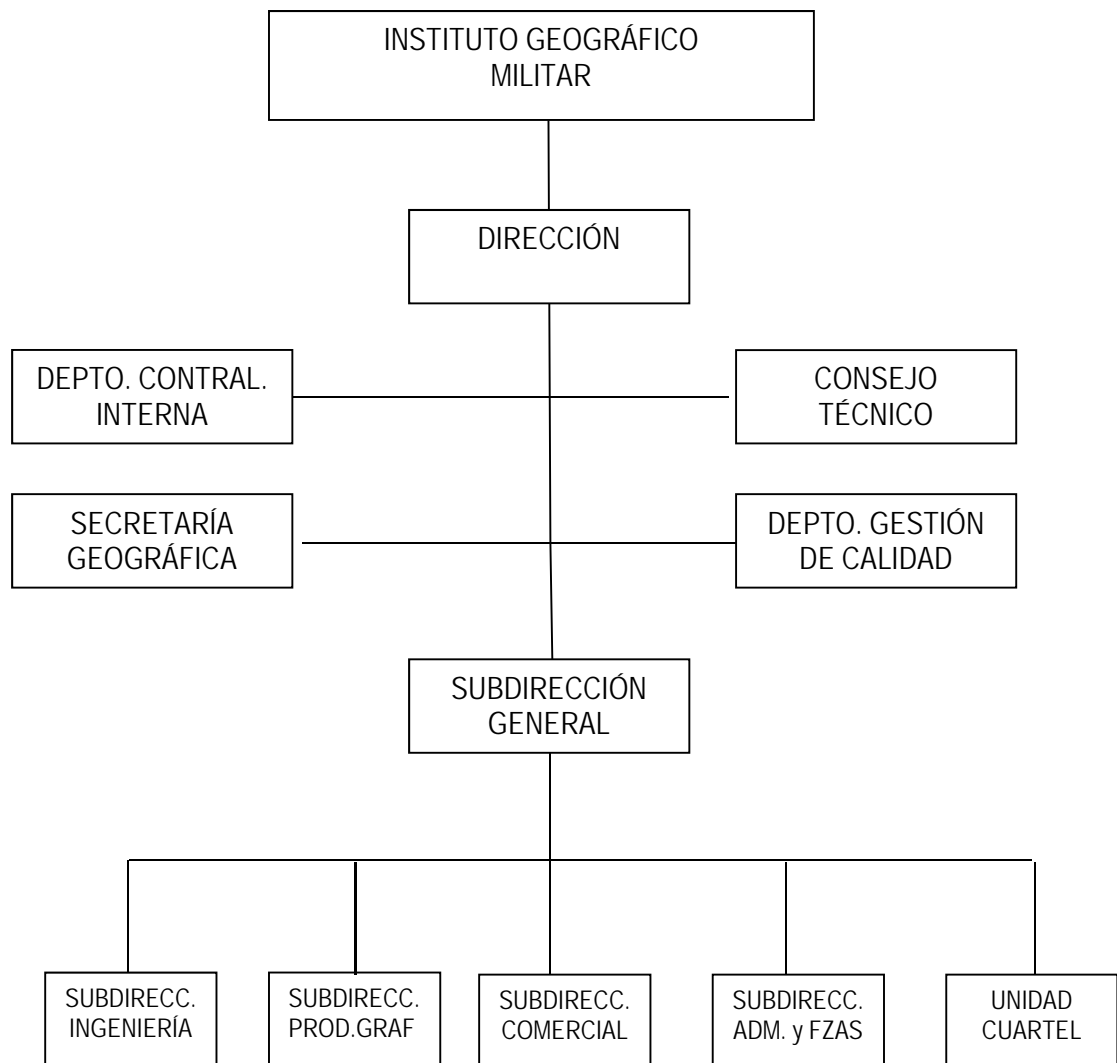 INSTITUTO GEOGRÁFICO
MILITAR
DIRECCIÓN
DEPTO. CONTRAL.
INTERNA
CONSEJO
TÉCNICO
SECRETARÍA
GEOGRÁFICA
DEPTO. GESTIÓN
DE CALIDAD
SUBDIRECCIÓN
GENERAL
SUBDIRECC.
INGENIERÍA
SUBDIRECC.
PROD.GRAF
SUBDIRECC.
COMERCIAL
SUBDIRECC.
ADM. y FZAS
UNIDAD
CUARTEL